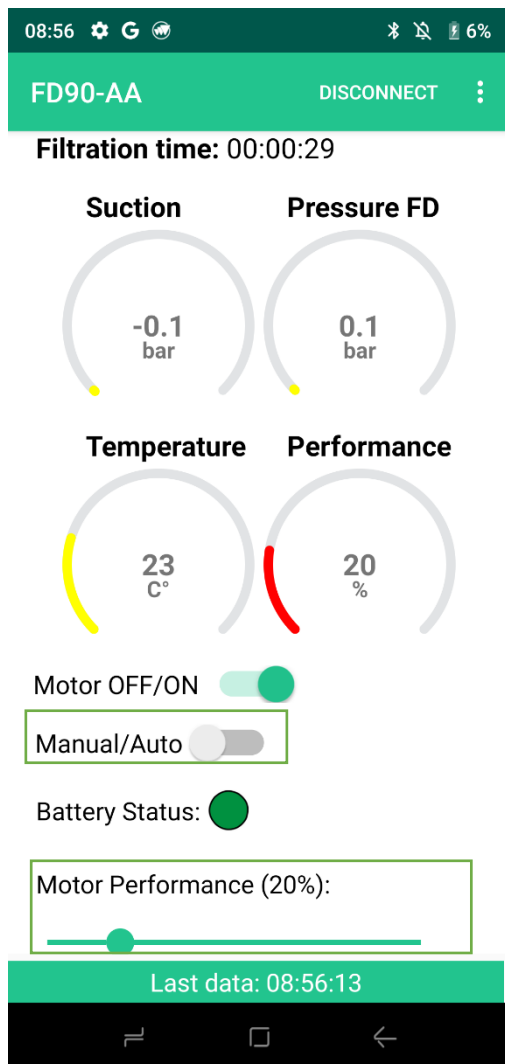 08:56 G 6%
FD90-AA DISCONNECT
Filtration time: 00:00:29
Suction Pressure FD
-0.1 0.1
bar bar
Temperature Performance
23 20
C° %
Motor OFF/ON
Manual/Auto
Battery Status:
Motor Performance (20%):
Last data: 08:56:13